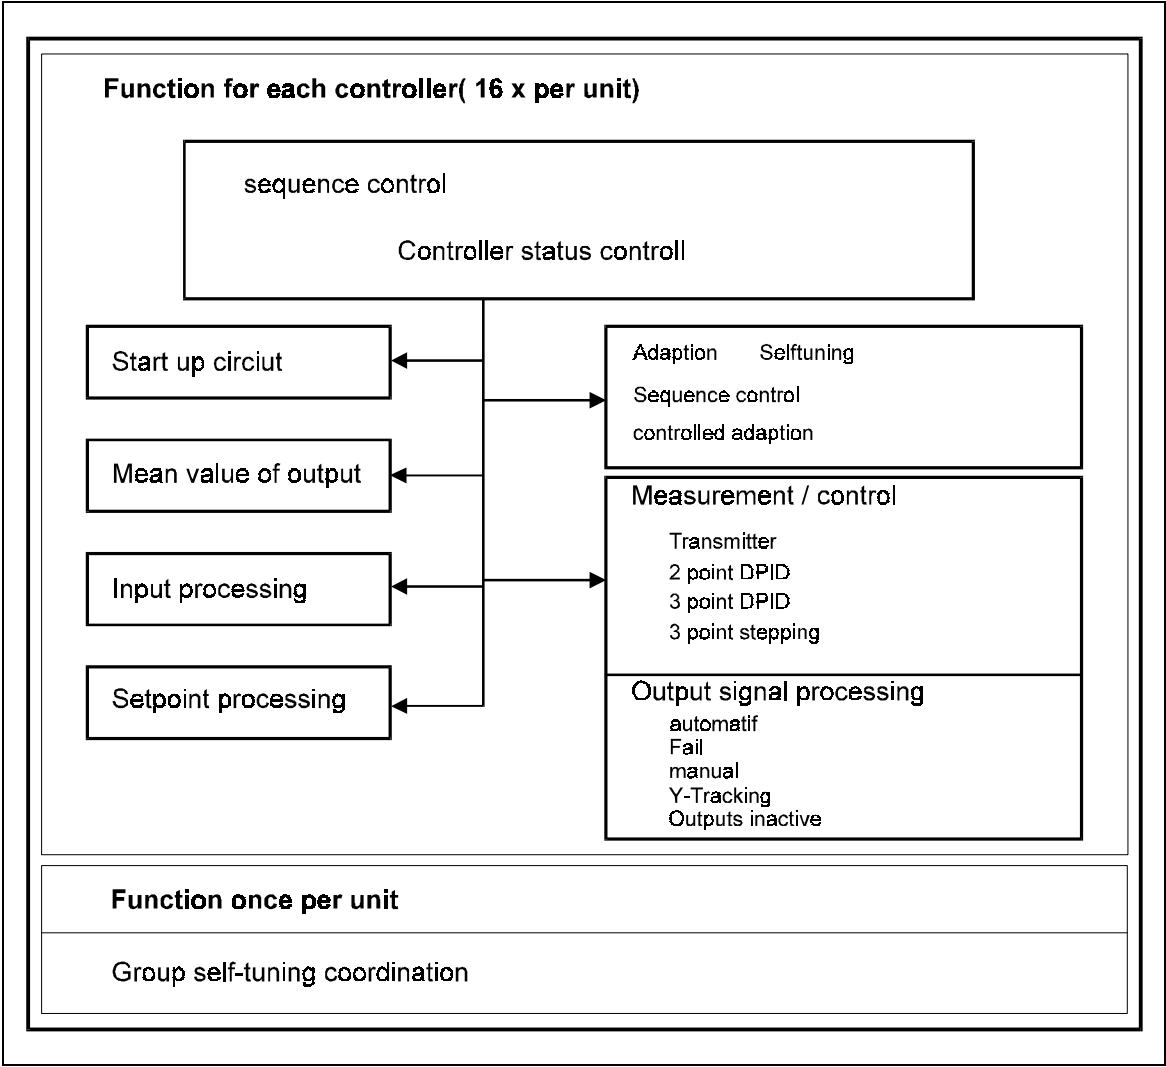 Function for each controller( 16 x per unit)
sequence control
Controller status controll
Start up circiut
Mean value of output
Input processing
Setpoint processing
Adaption Selftuning
Sequence control
controlled adaption
Measurement / control
Transmitter
2 point DPID
3 point DPID
3 point stepping
Output signal processing
automatif
Fail
manual
Y-Tracking
Outputs inactive
Function once per unit
Group self-tuning coordination